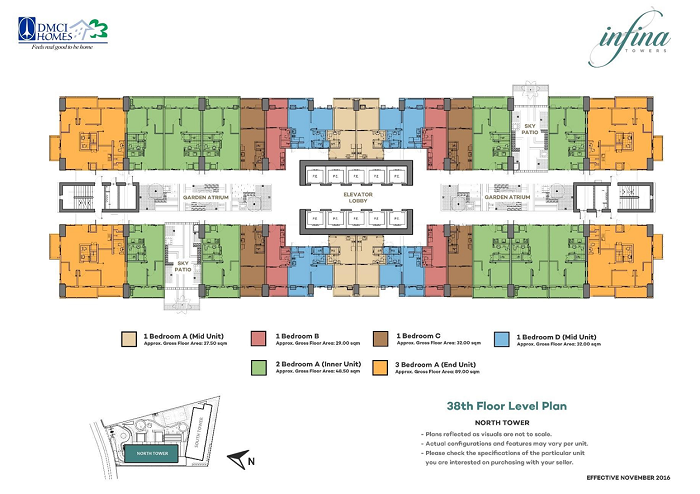 DMCI
HOMES
Feels real good to be home
infina
TOWERS
SKY
PATIO
GARDEN ATRIUM
ELEVATOR
LOBBY
GARDEN ATRIUM
SKY
PATIO
1 Bedroom A (Mid Unit)
Approx. Gross Floor Area: 27.50 sqm
1 Bedroom B
Approx. Gross Floor Area: 29.00 sqm
1 Bedroom C
Approx. Gross Floor Area: 32.00 sqm
1 Bedroom D (Mid Unit)
Approx. Gross Floor Area: 32.00 sqm
2 Bedroom A (Inner Unit)
Approx. Gross Floor Area: 48.50 sqm
3 Bedroom A (End Unit)
Approx. Gross Floor Area: 89.00 sqm
38th Floor Level Plan
NORTH TOWER
- Plans reflected as visuals are not to scale.
- Actual configurations and features may vary per unit.
- Please check the specifications of the particular unit
you are interested on purchasing with your seller.
SOUTH TOWER
NORTH TOWER
N
EFFECTIVE NOVEMBER 2016